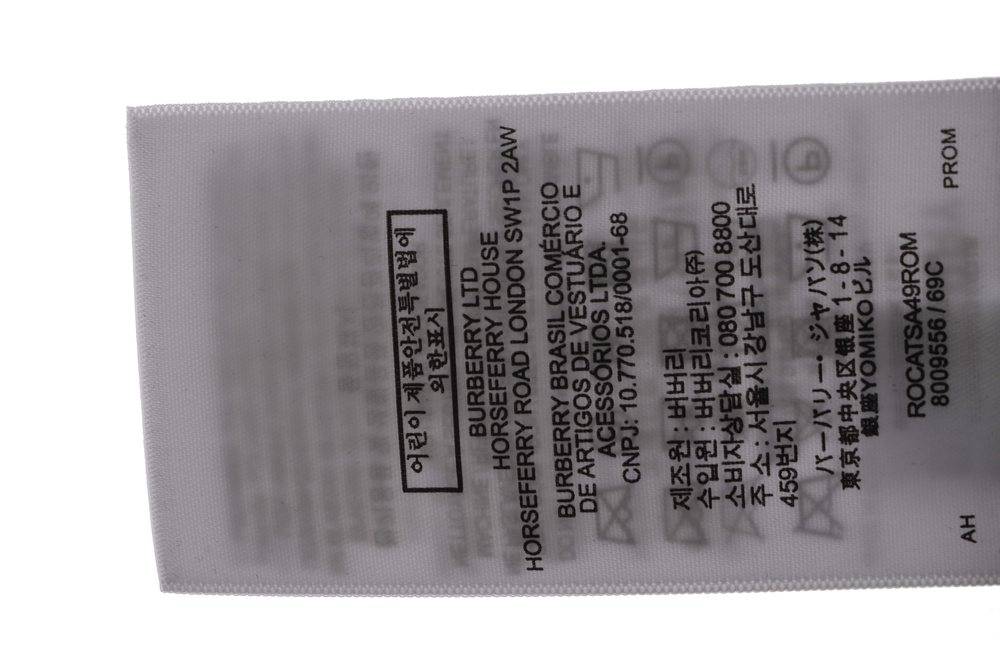 어린이 제품안전특별법에
의한표시
BURBERRY LTD
HORSEFERRY HOUSE
HORSEFERRY ROAD LONDON SW1P 2AW
BURBERRY BRASIL COMÉRCIO
DE ARTIGOS DE VESTUÁRIO E
ACESSÓRIOS LTDA.
CNPJ: 10.770.518/0001-68
제조원 : 버버리
수입원 : 버버리코리아(주)
소비자상담실 : 080 700 8800
주 소 : 서울시 강남구 도산대로
459번지
バーバリー・ジャパン(株)
東京都中央区銀座1-8-14
銀座YOMIKOビル
ROCATSA49ROM
8009556/69C
AH PROM